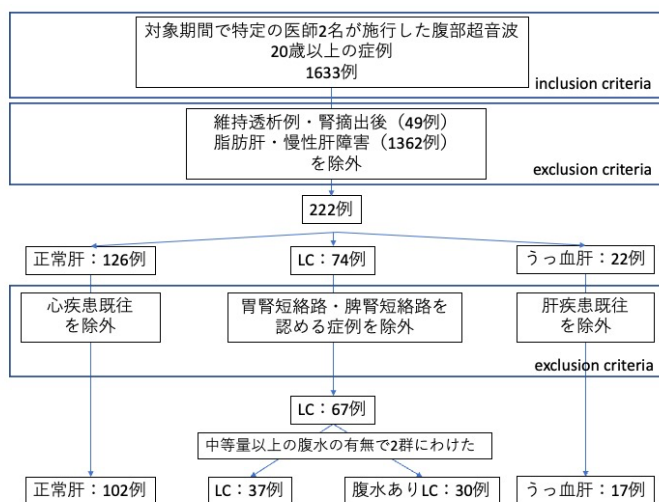 対象期間で特定の医師2名が施行した腹部超音波
20歳以上の症例
1633例
inclusion criteria
維持透析例・腎摘出後（49例）
脂肪肝・慢性肝障害（1362例）
を除外
exclusion criteria
222例
正常肝：126例
LC：74例
うっ血肝：22例
心疾患既往
を除外
胃腎短絡路・脾腎短絡路を
認める症例を除外
肝疾患既往
を除外
exclusion criteria
LC：67例
中等量以上の腹水の有無で2群にわけた
正常肝：102例
LC：37例
腹水ありLC：30例
うっ血肝：17例